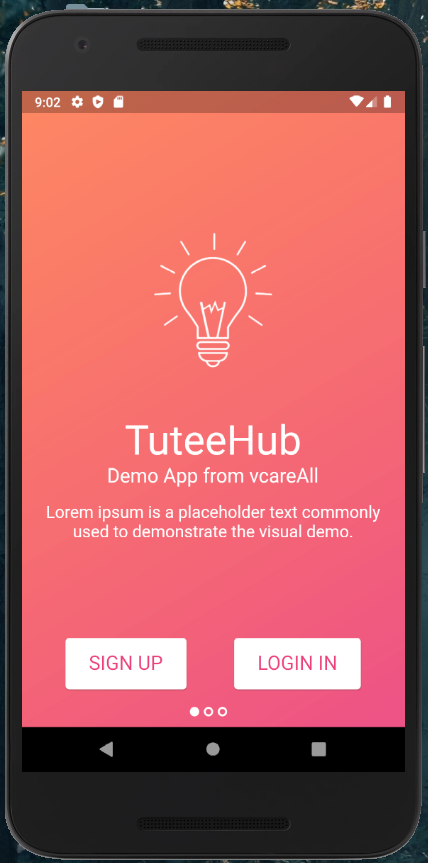 9:02
TuteeHub
Demo App from vcareAll
Lorem ipsum is a placeholder text commonly
used to demonstrate the visual demo.
SIGN UP
LOGIN IN